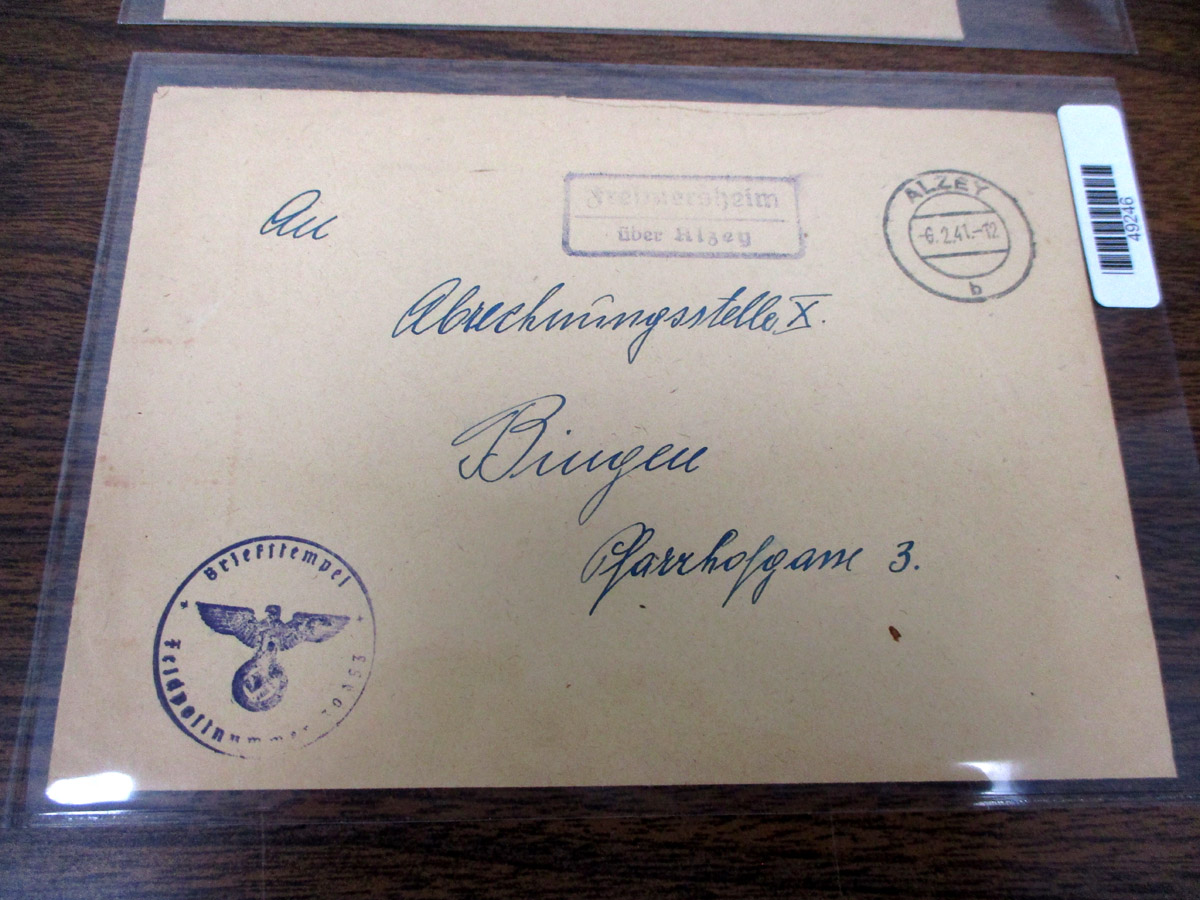 An
Freimersheim
über Alzey
ALZEY
-6.2.41.-12
b
49246
Abrechnungsstelle X.
Bingen
Pfarrhofgasse 3.
Briefstempel
Feldpostnummer